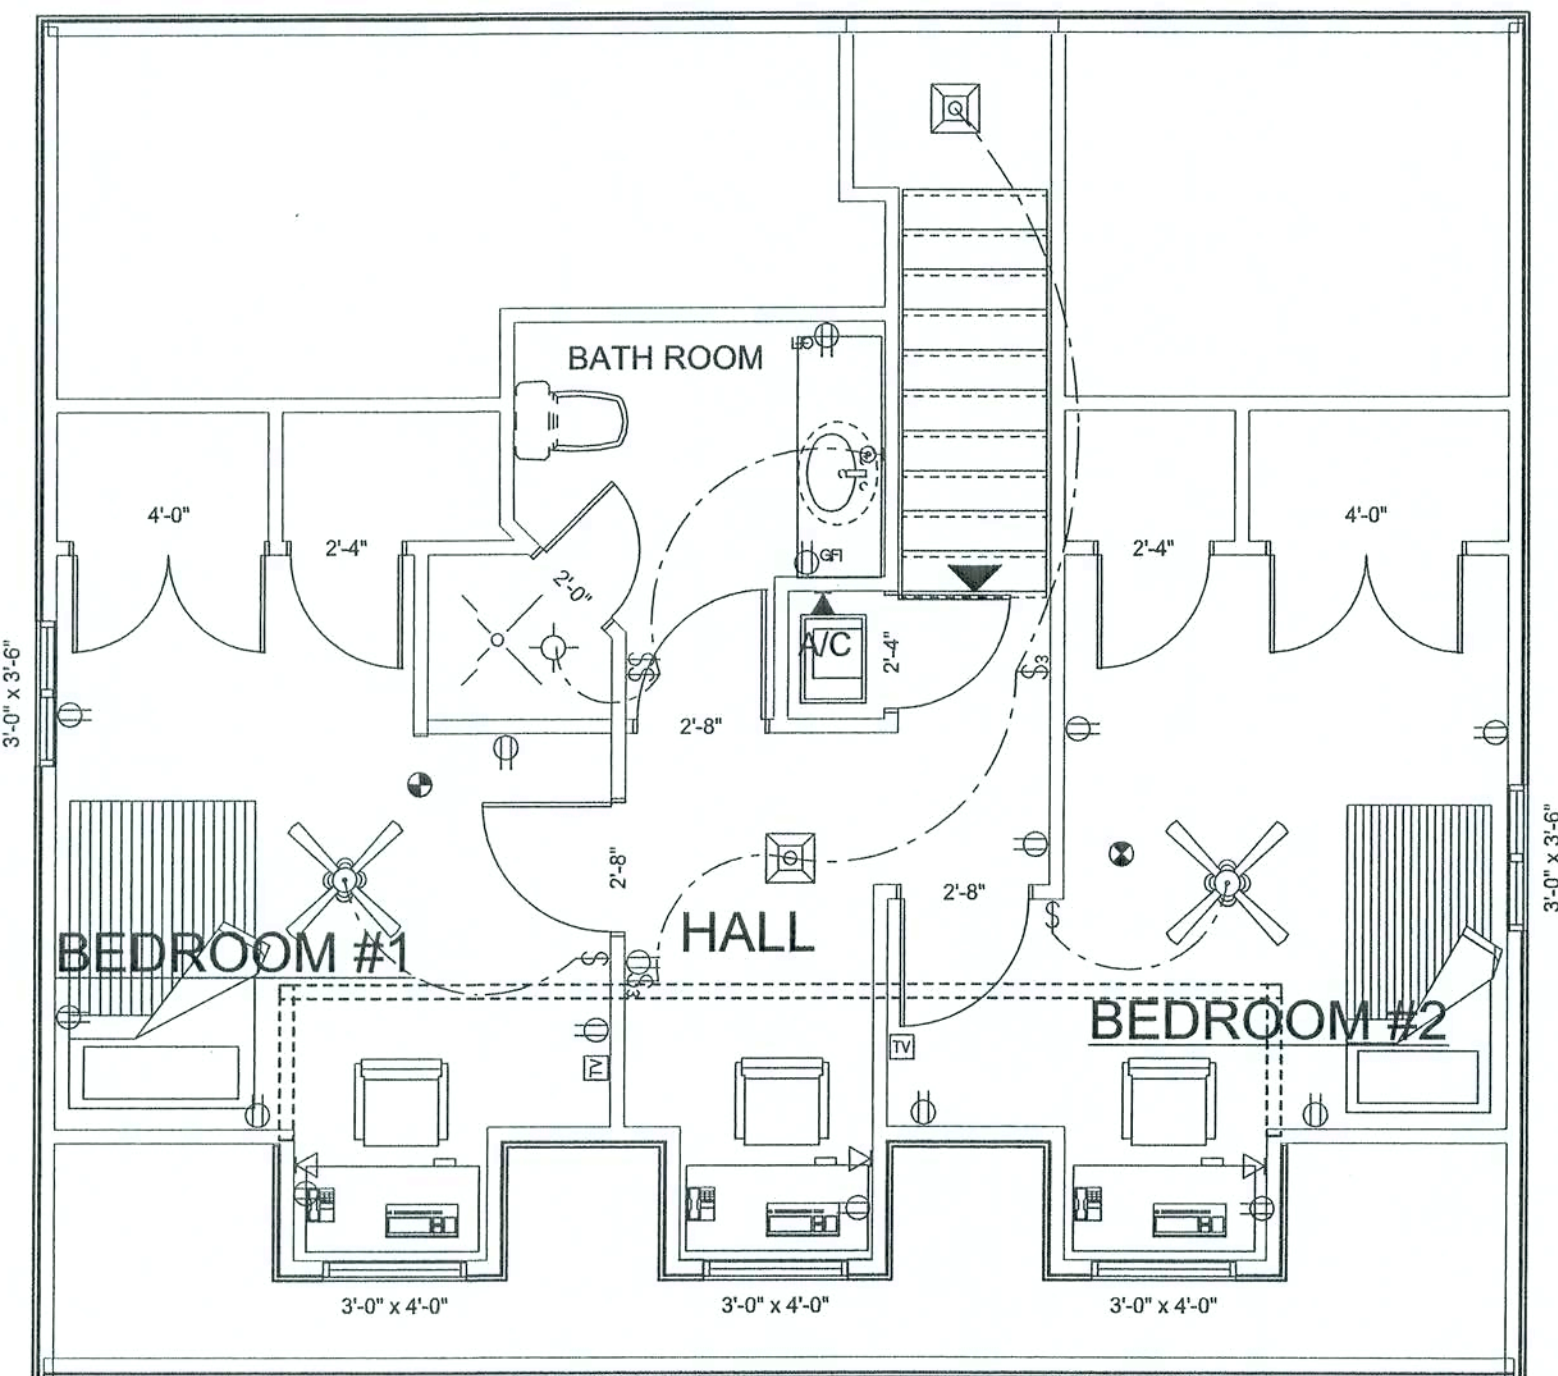 BATH ROOM
GFI
4'-0"
2'-4"
2'-0"
GFI
2'-4"
4'-0"
3'-0" x 3'-6"
A/C
2'-4"
$$
$3
2'-8"
2'-8"
2'-8"
3'-0" x 3'-6"
$
HALL
BEDROOM #1
$
$$3
BEDROOM #2
TV
TV
3'-0" x 4'-0"
3'-0" x 4'-0"
3'-0" x 4'-0"